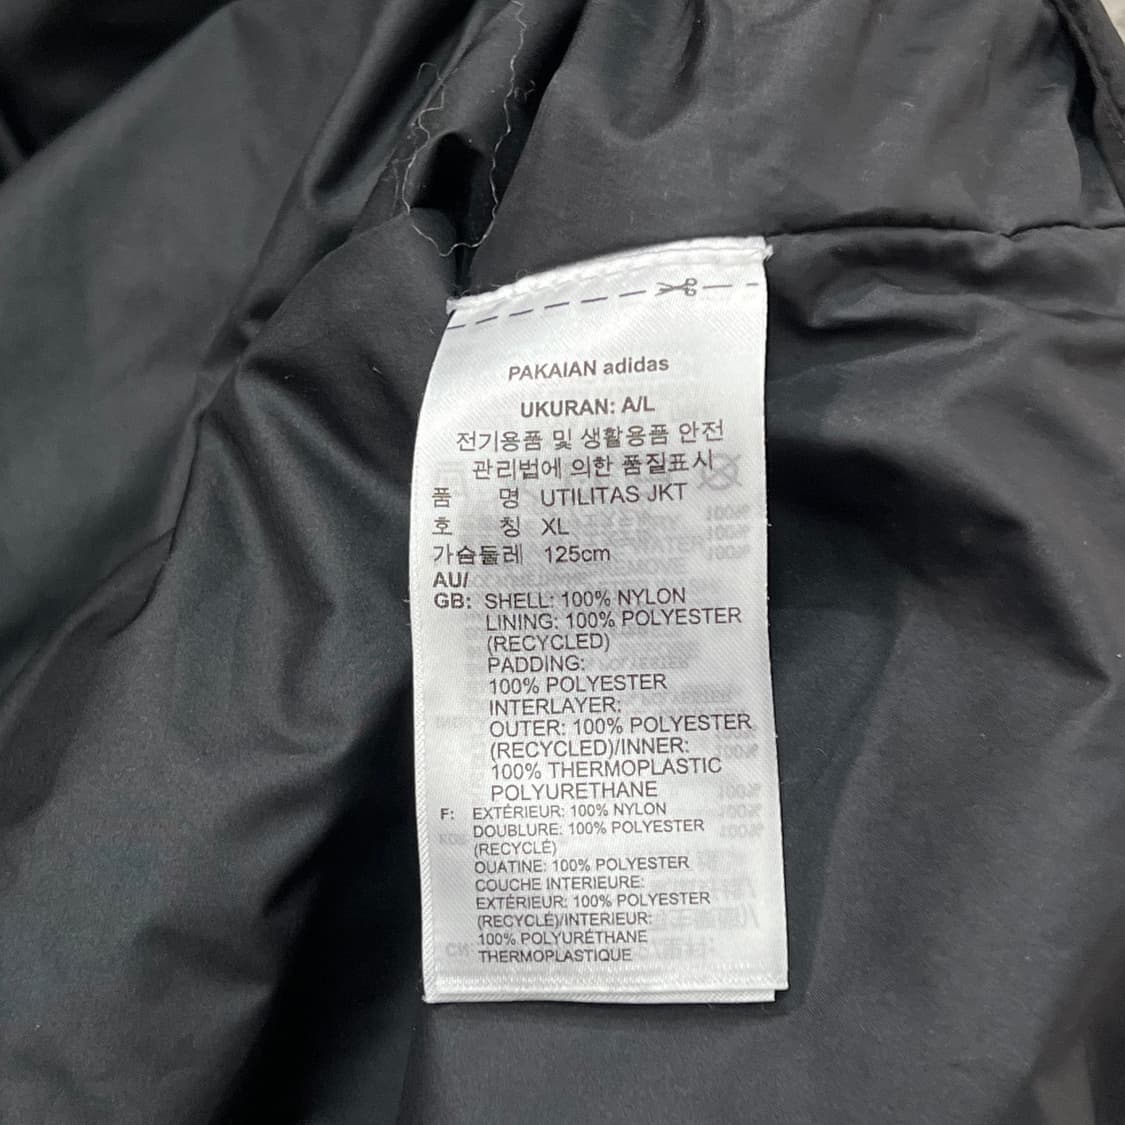 PAKAIAN adidas
UKURAN: A/L
전기용품 및 생활용품 안전
관리법에 의한 품질표시
품 명 UTILITAS JKT
호 칭 XL
가슴둘레 125cm
AU/
GB: SHELL: 100% NYLON
LINING: 100% POLYESTER
(RECYCLED)
PADDING:
100% POLYESTER
INTERLAYER:
OUTER: 100% POLYESTER
(RECYCLED)/INNER:
100% THERMOPLASTIC
POLYURETHANE
F: EXTÉRIEUR: 100% NYLON
DOUBLURE: 100% POLYESTER
(RECYCLÉ)
OUATINE: 100% POLYESTER
COUCHE INTERIEURE:
EXTÉRIEUR: 100% POLYESTER
(RECYCLÉ)/INTERIEUR:
100% POLYURÉTHANE
THERMOPLASTIQUE